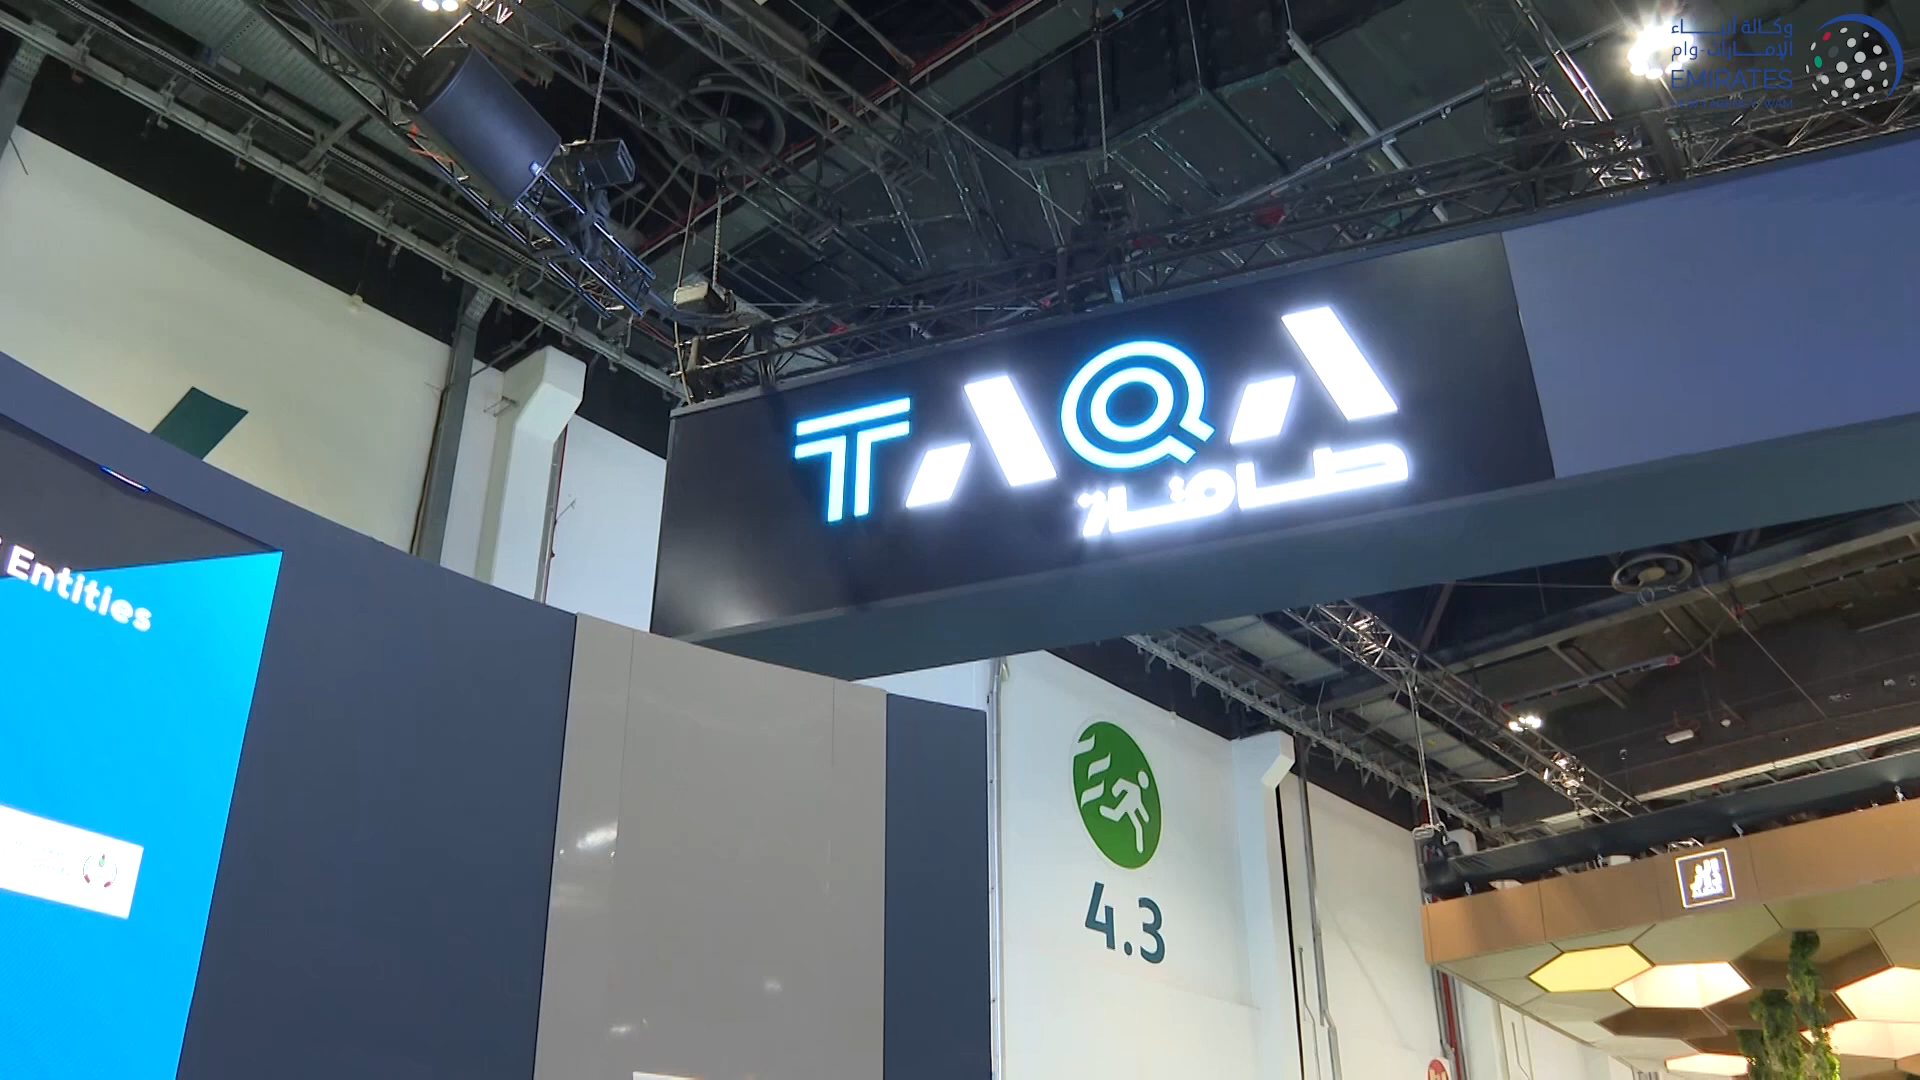 وكالة أنباء
الإمارات-وام
EMIRATES
TAQA
طاقة
Entities
4.3